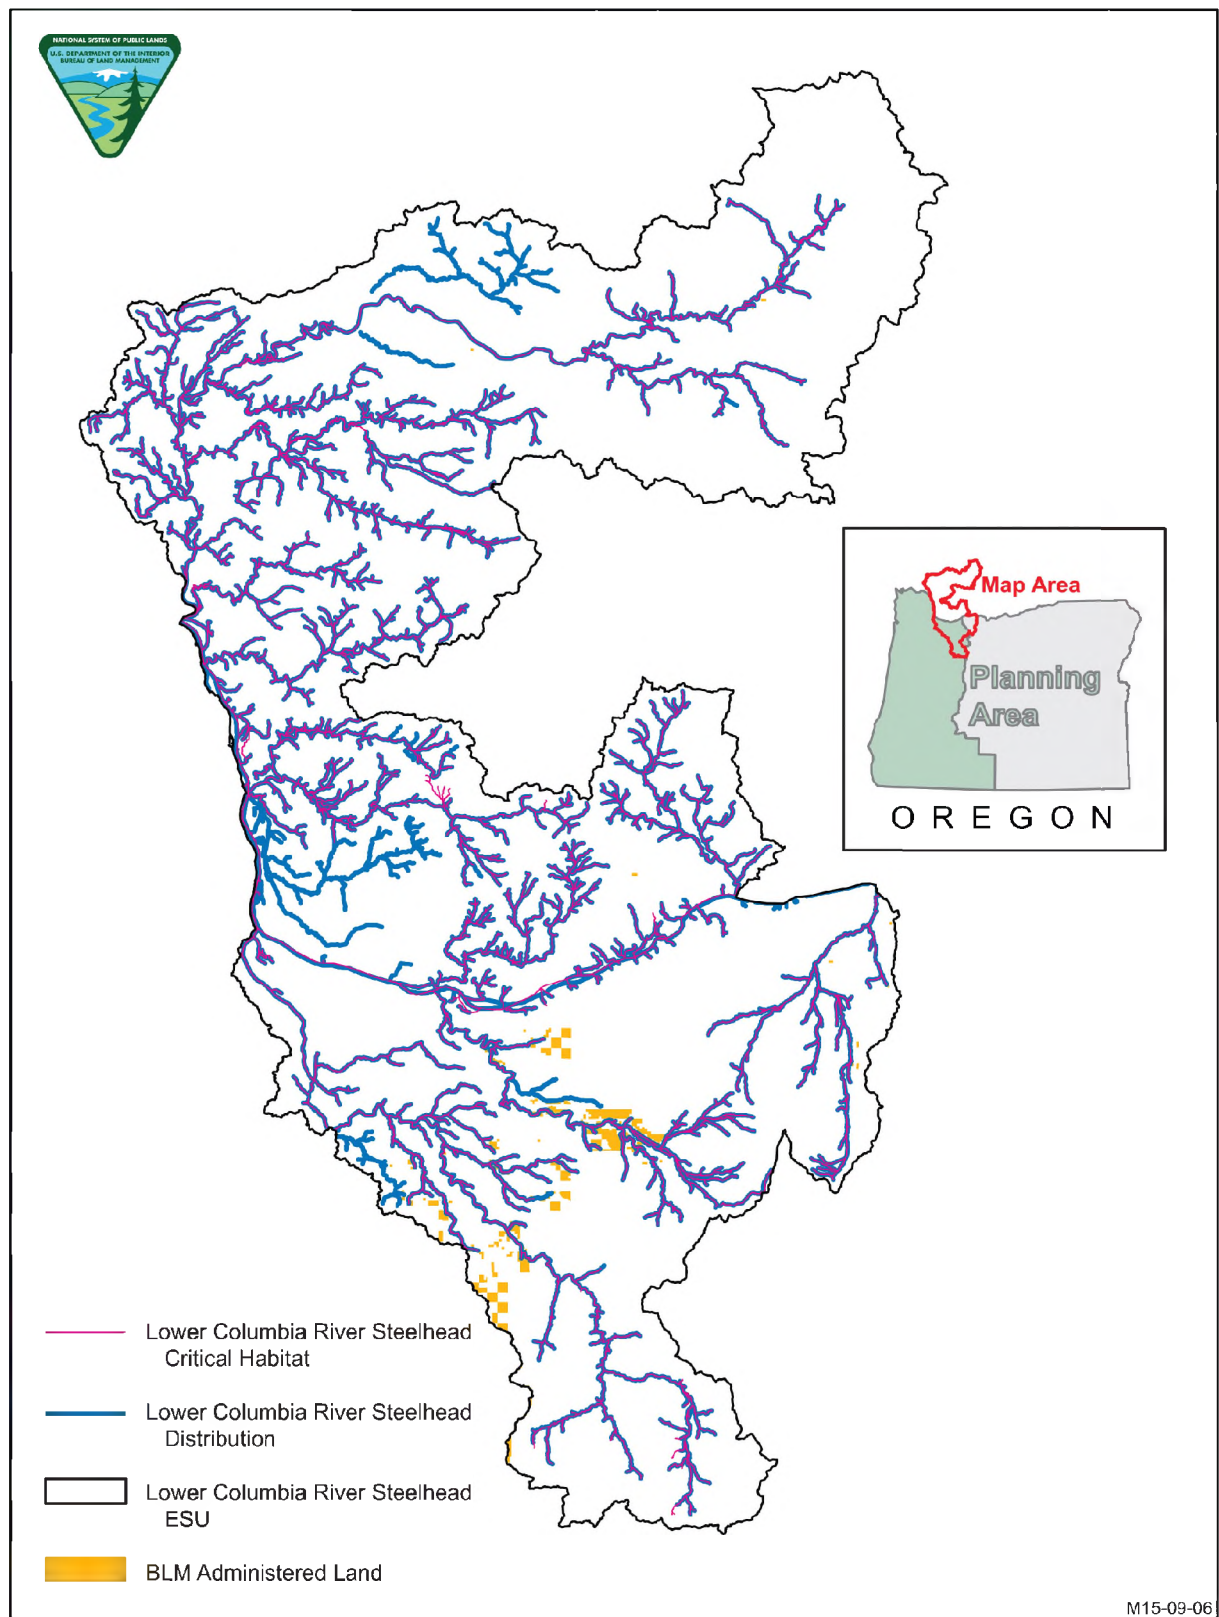 NATIONAL SYSTEM OF PUBLIC LANDS
U.S. DEPARTMENT OF THE INTERIOR
BUREAU OF LAND MANAGEMENT
Map Area
Planning
Area
OREGON
Lower Columbia River Steelhead
Critical Habitat
Lower Columbia River Steelhead
Distribution
Lower Columbia River Steelhead
ESU
BLM Administered Land
M15-09-06